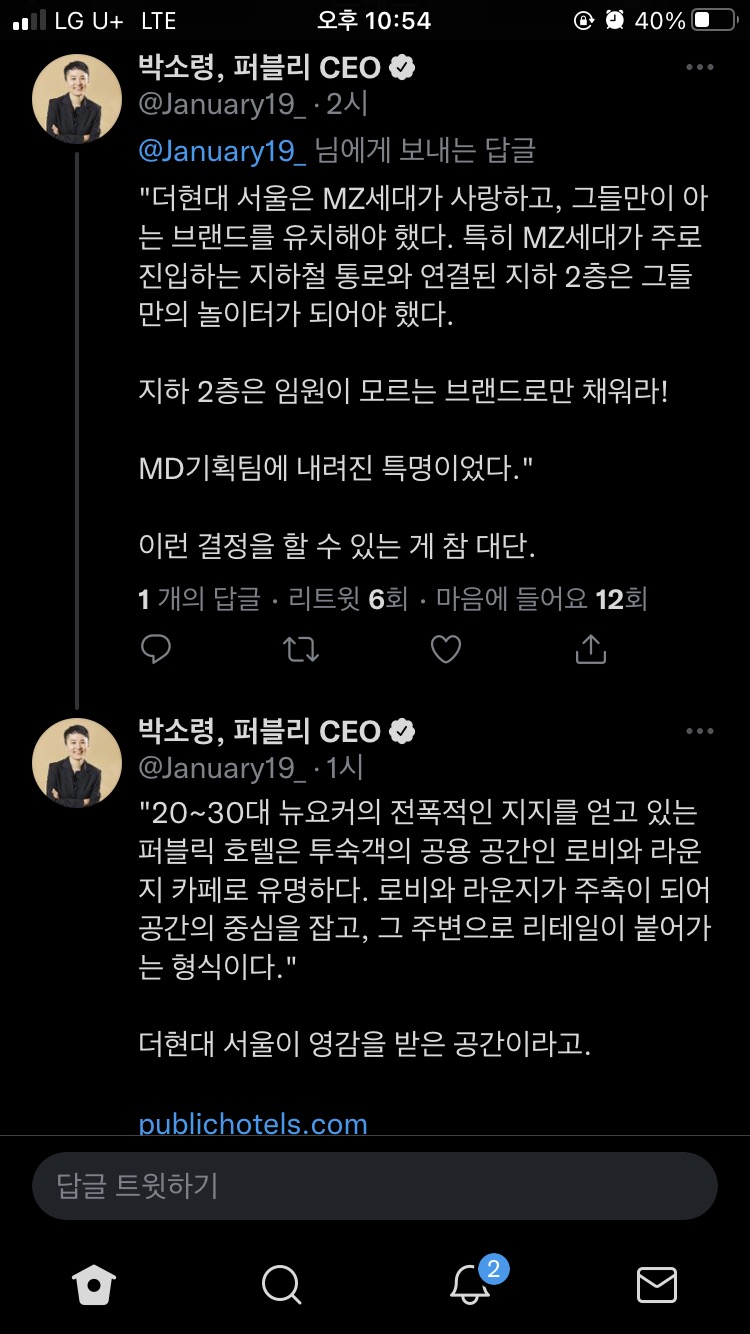 LG U+ LTE 오후 10:54 40%
박소령, 퍼블리 CEO
@January19_ · 2시
@January19_ 님에게 보내는 답글
"더현대 서울은 MZ세대가 사랑하고, 그들만이 아
는 브랜드를 유치해야 했다. 특히 MZ세대가 주로
진입하는 지하철 통로와 연결된 지하 2층은 그들
만의 놀이터가 되어야 했다.
지하 2층은 임원이 모르는 브랜드로만 채워라!
MD기획팀에 내려진 특명이었다."
이런 결정을 할 수 있는 게 참 대단.
1 개의 답글 · 리트윗 6회 · 마음에 들어요 12회
박소령, 퍼블리 CEO
@January19_ · 1시
"20~30대 뉴요커의 전폭적인 지지를 얻고 있는
퍼블릭 호텔은 투숙객의 공용 공간인 로비와 라운
지 카페로 유명하다. 로비와 라운지가 주축이 되어
공간의 중심을 잡고, 그 주변으로 리테일이 붙어가
는 형식이다."
더현대 서울이 영감을 받은 공간이라고.
publichotels.com
답글 트윗하기
2